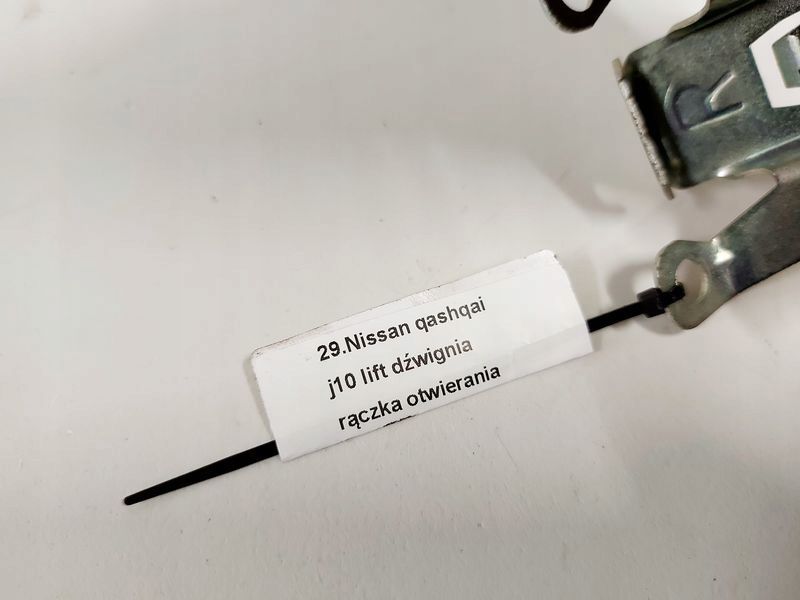 R
29.Nissan qashqai
j10 lift dźwignia
rączka otwierania